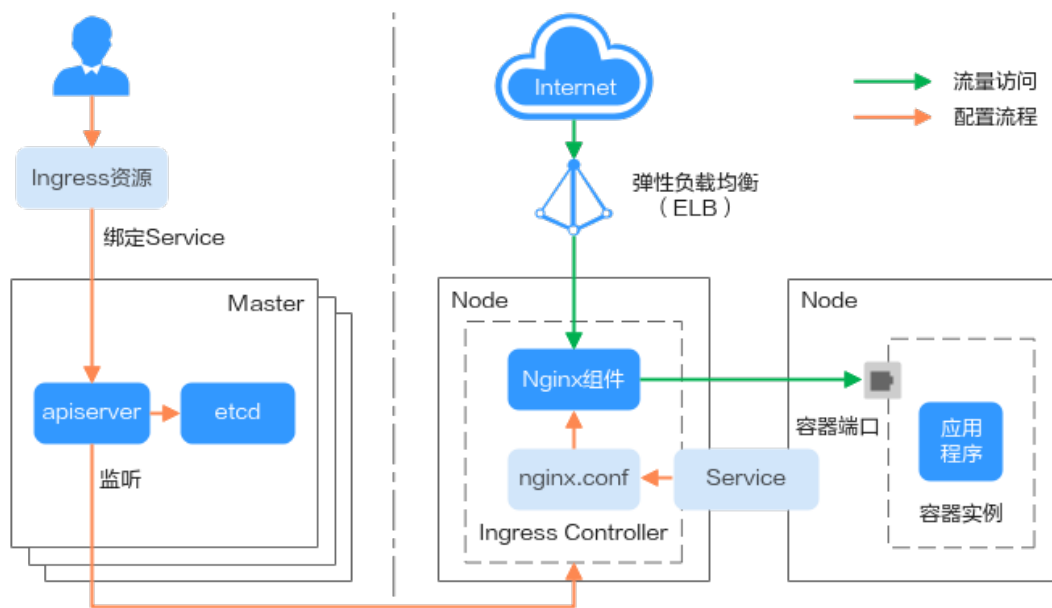 Internet
流量访问
配置流程
Ingress资源
弹性负载均衡
（ELB）
绑定Service
Master
Node
Node
Nginx组件
apiserver
etcd
容器端口
应用
程序
监听
nginx.conf
Service
容器实例
Ingress Controller